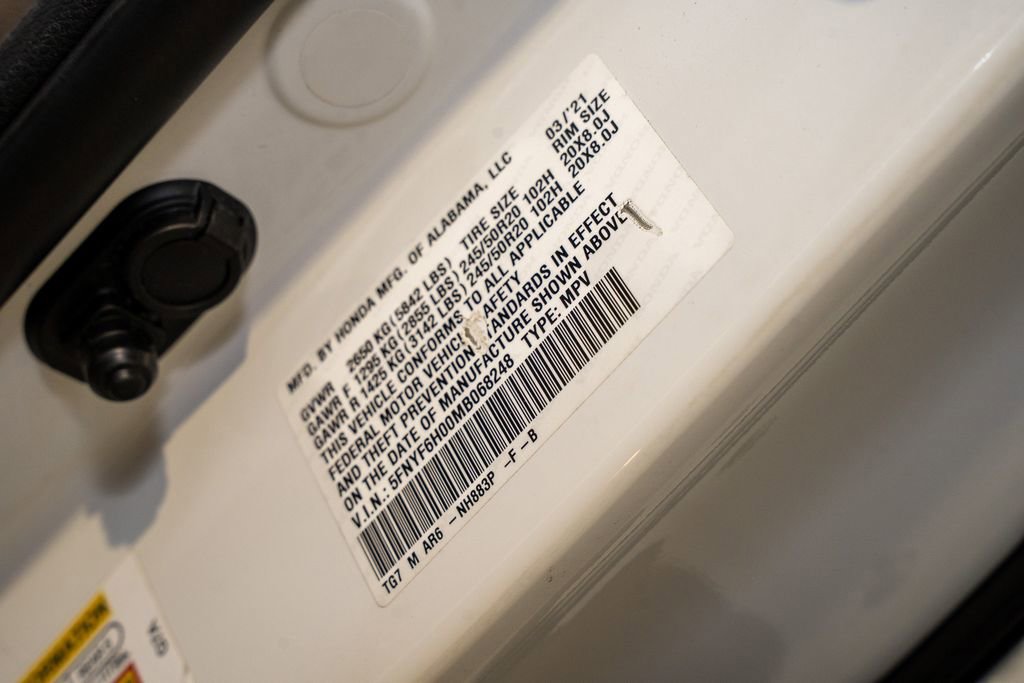 MFD. BY HONDA MFG. OF ALABAMA, LLC 03/'21
GVWR 2650 KG(5842 LBS) TIRE SIZE RIM SIZE
GAWR F 1295 KG(2855 LBS) 245/50R20 102H 20X8.0J
GAWR R 1425 KG(3142 LBS) 245/50R20 102H 20X8.0J
THIS VEHICLE CONFORMS TO ALL APPLICABLE
FEDERAL MOTOR VEHICLE SAFETY
AND THEFT PREVENTION STANDARDS IN EFFECT
ON THE DATE OF MANUFACTURE SHOWN ABOVE
V.I.N.: 5FNYF6H00MB068248 TYPE: MPV
TG7 M AR6 -NH883P -F-B